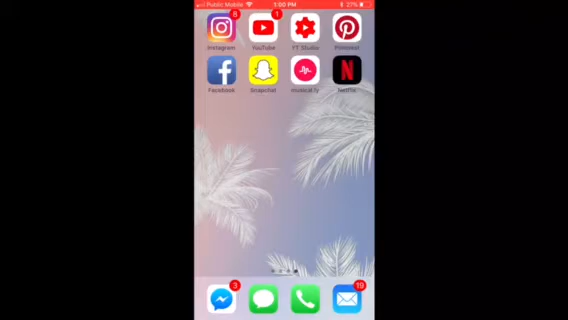 Public Mobile 1:00 PM 27%
8 1
Instagram YouTube YT Studio Pinterest
Facebook Snapchat musical.ly Netflix
3 19